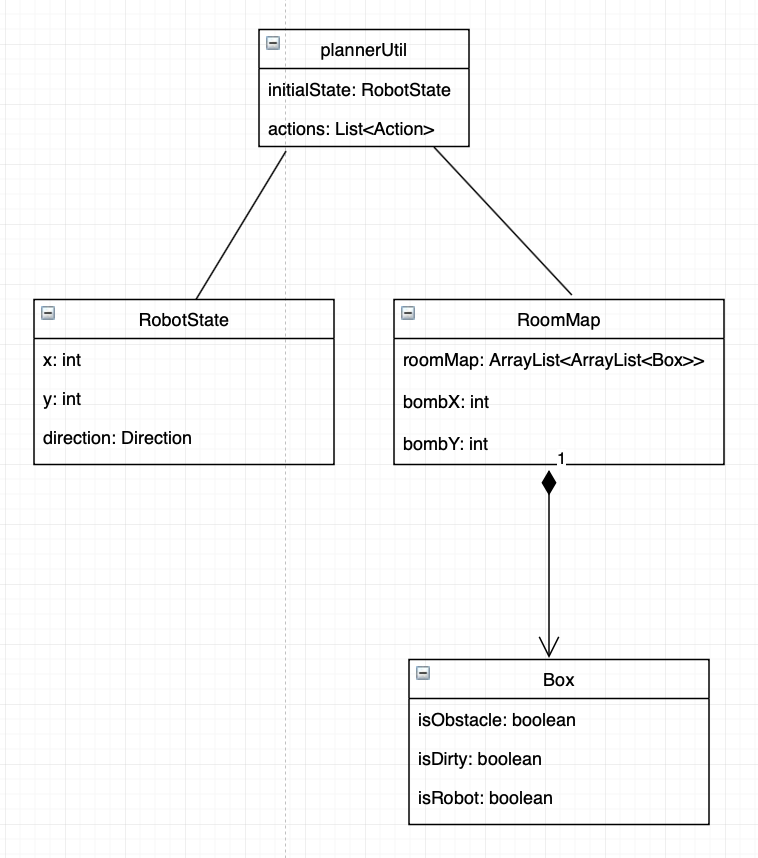 plannerUtil
initialState: RobotState
actions: List<Action>
RobotState
x: int
y: int
direction: Direction
RoomMap
roomMap: ArrayList<ArrayList<Box>>
bombX: int
bombY: int
1
Box
isObstacle: boolean
isDirty: boolean
isRobot: boolean